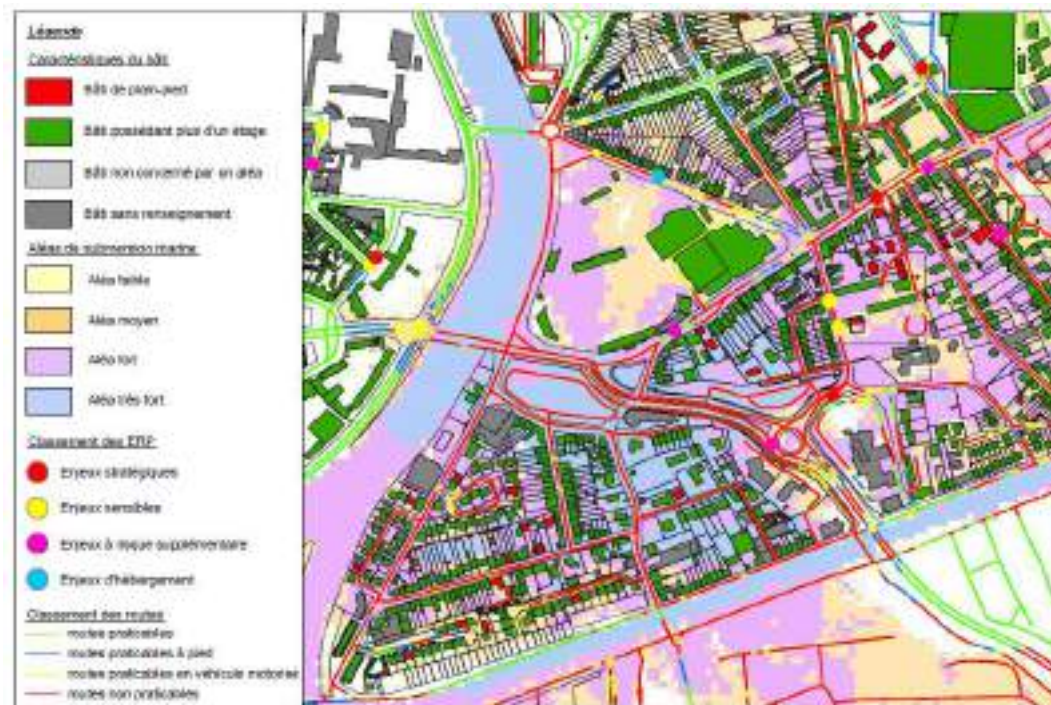 Légende
Caractéristiques du bâti
Bâti de plain-pied
Bâti possédant plus d'un étage
Bâti non concerné par un aléa
Bâti sans renseignement
Aléas de submersion marine
Aléa faible
Aléa moyen
Aléa fort
Aléa très fort
Classement des ERP
Enjeux stratégiques
Enjeux sensibles
Enjeux à risque supplémentaire
Enjeux d'hébergement
Classement des routes
routes praticables
routes praticables à pied
routes praticables en véhicule motorisé
routes non praticables